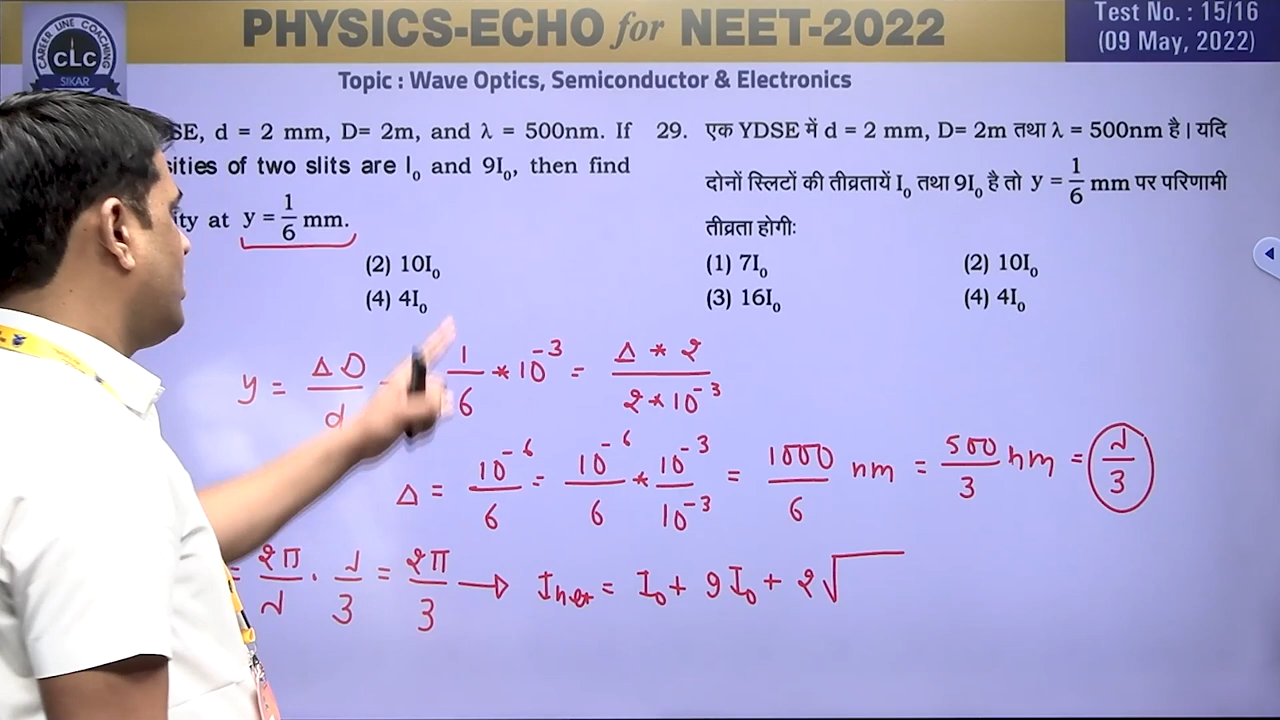 PHYSICS-ECHO for NEET-2022
Test No. : 15/16
(09 May, 2022)
CAREER LINE COACHING
CLC
SIKAR
Topic : Wave Optics, Semiconductor & Electronics
SE, d = 2 mm, D= 2m, and λ = 500nm. If
sities of two slits are I₀ and 9I₀, then find
ity at y = 1/6 mm.
(2) 10I₀
(4) 4I₀
29. एक YDSE में d = 2 mm, D= 2m तथा λ = 500nm है। यदि
दोनों स्लिटों की तीव्रतायें I₀ तथा 9I₀ है तो y = 1/6 mm पर परिणामी
तीव्रता होगीः
(1) 7I₀ (2) 10I₀
(3) 16I₀ (4) 4I₀
y = ΔD/d 1/6 * 10⁻³ = Δ * 2/2 * 10⁻³
Δ = 10⁻⁶/6 = 10⁻⁶/6 * 10⁻³/10⁻³ = 1000/6 nm = 500/3 nm = λ/3
= 2π/λ . λ/3 = 2π/3 → Inet = I₀ + 9I₀ + 2√